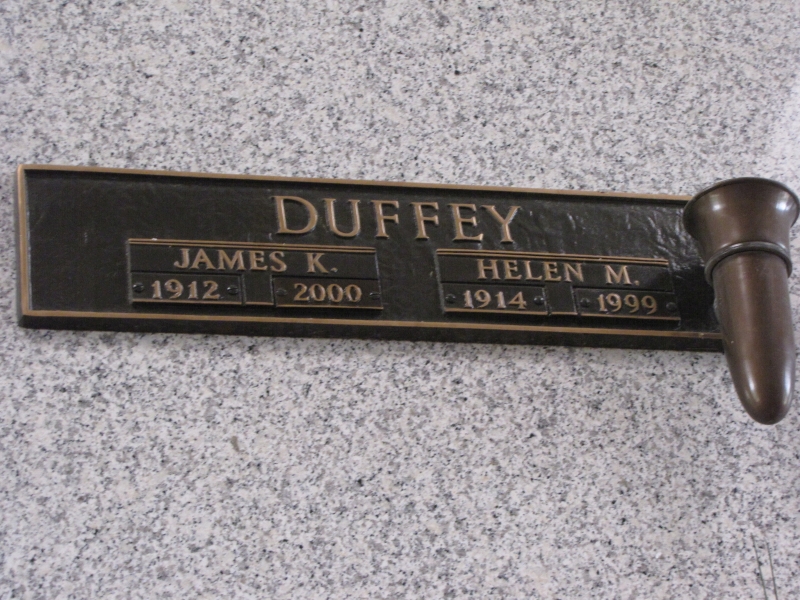 DUFFEY
JAMES K. HELEN M.
1912 2000 1914 1999